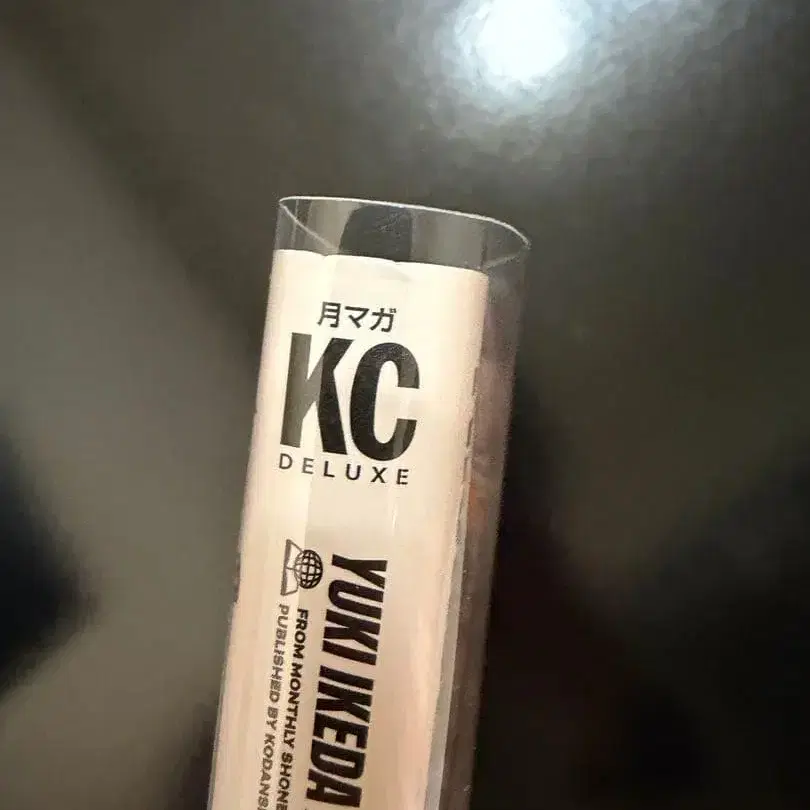 月マガ
KC
DELUXE
YUKI IKEDA
FROM MONTHLY SHONE
PUBLISHED BY KODANS